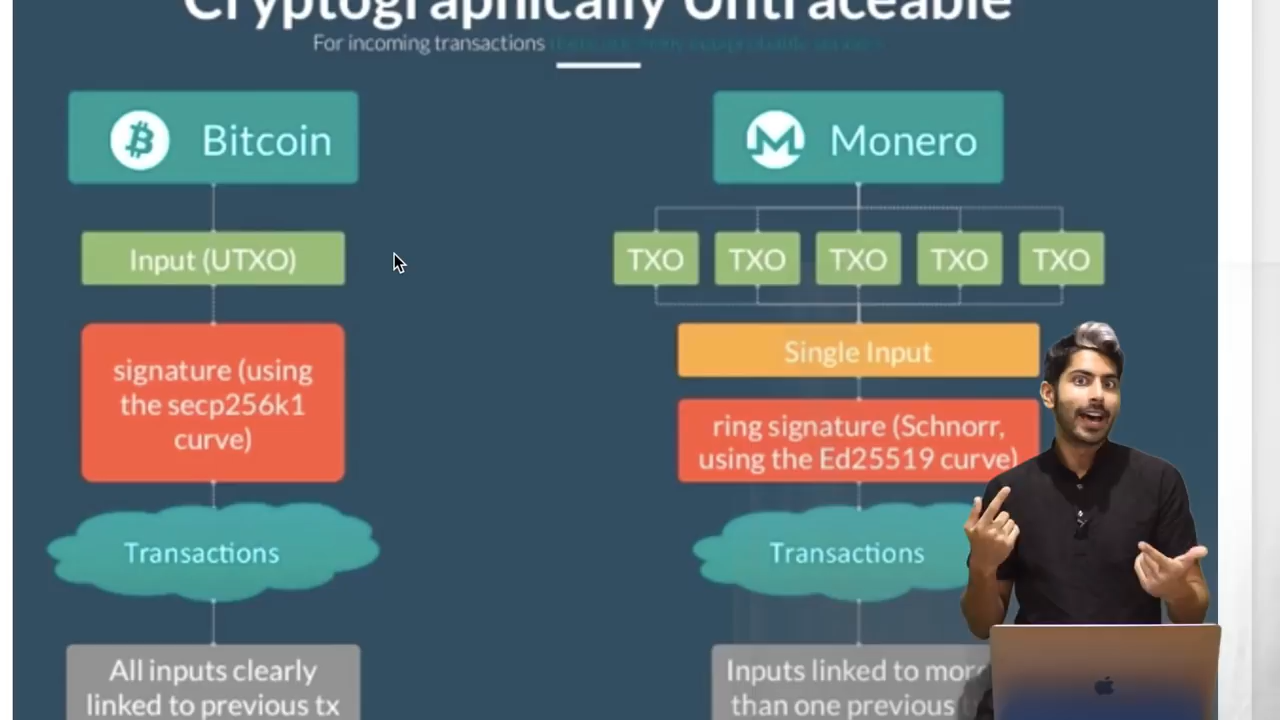 Cryptographically Untraceable
For incoming transactions
Bitcoin
Monero
Input (UTXO)
TXO
TXO
TXO
TXO
TXO
signature (using
the secp256k1
curve)
Single Input
ring signature (Schnorr,
using the Ed25519 curve)
Transactions
Transactions
All inputs clearly
linked to previous tx
Inputs linked to more
than one previous